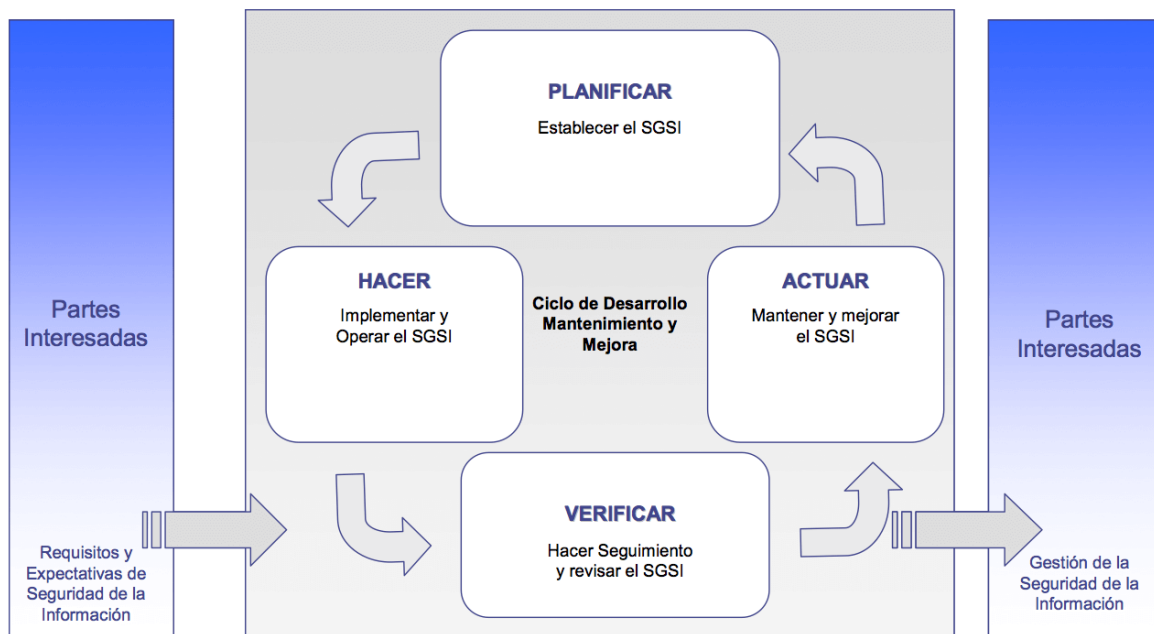 PLANIFICAR
Establecer el SGSI
HACER
Implementar y
Operar el SGSI
Ciclo de Desarrollo
Mantenimiento y
Mejora
ACTUAR
Mantener y mejorar
el SGSI
VERIFICAR
Hacer Seguimiento
y revisar el SGSI
Partes
Interesadas
Requisitos y
Expectativas de
Seguridad de la
Información
Partes
Interesadas
Gestión de la
Seguridad de la
Información